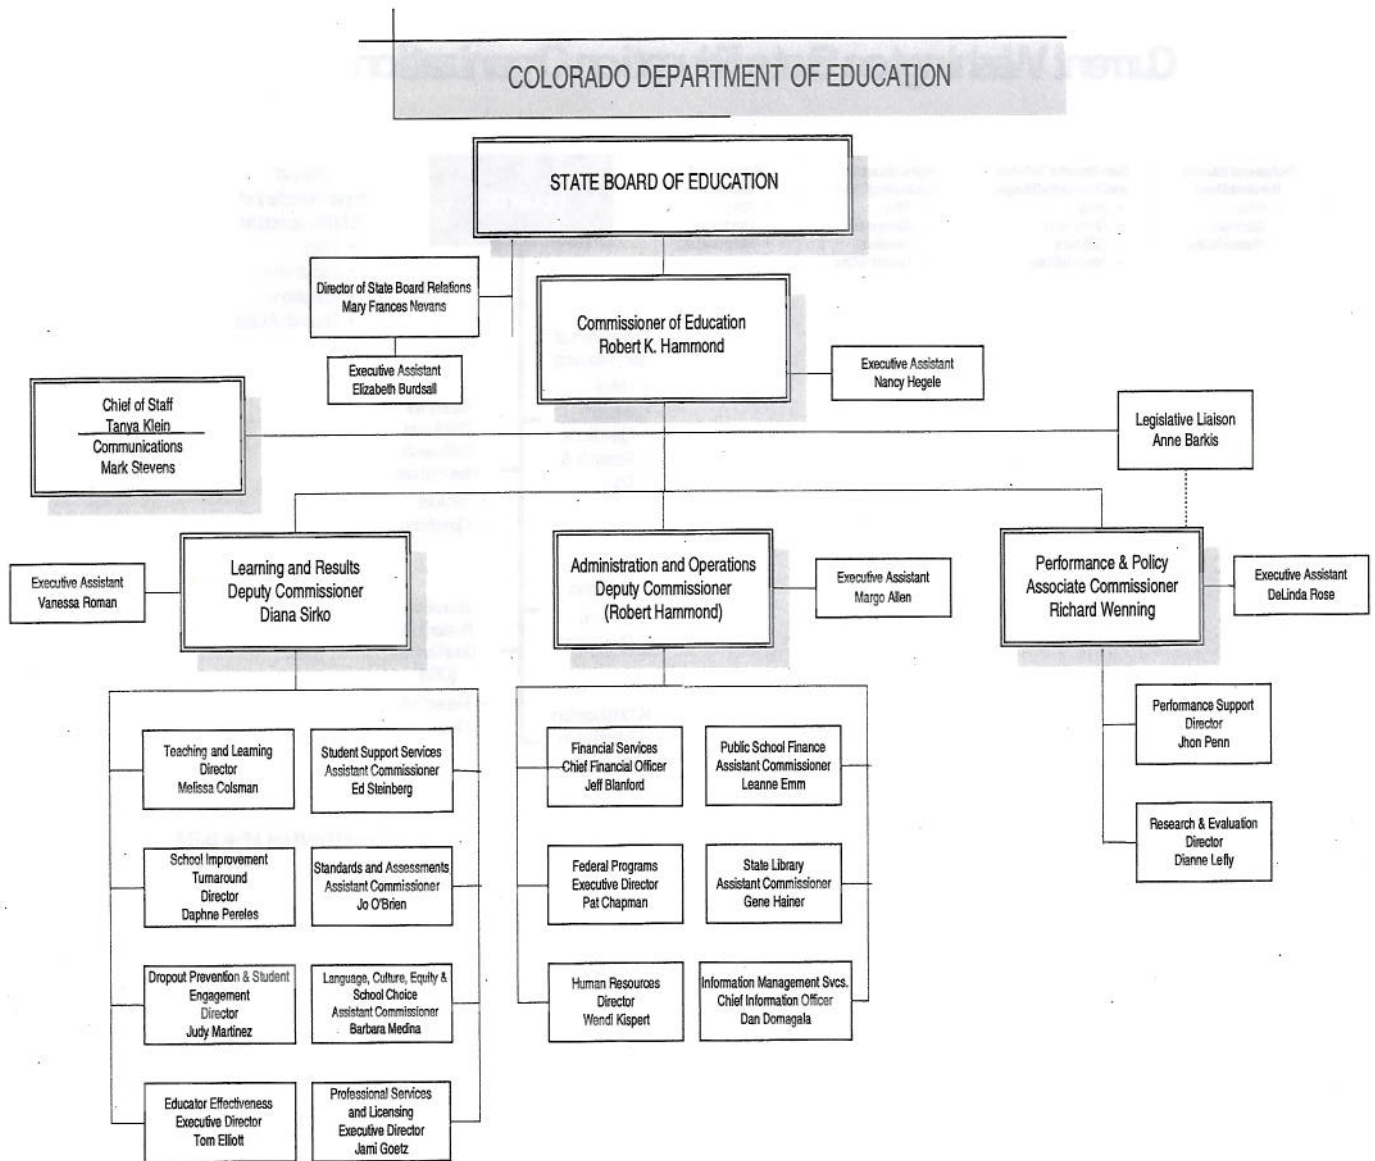 COLORADO DEPARTMENT OF EDUCATION
STATE BOARD OF EDUCATION
Director of State Board Relations
Mary Frances Nevans
Commissioner of Education
Robert K. Hammond
Executive Assistant
Elizabeth Burdsall
Executive Assistant
Nancy Hegele
Chief of Staff
Tanya Klein
Communications
Mark Stevens
Legislative Liaison
Anne Barkis
Executive Assistant
Vanessa Roman
Learning and Results
Deputy Commissioner
Diana Sirko
Administration and Operations
Deputy Commissioner
(Robert Hammond)
Executive Assistant
Margo Allen
Performance & Policy
Associate Commissioner
Richard Wenning
Executive Assistant
DeLinda Rose
Teaching and Learning
Director
Melissa Colsman
Student Support Services
Assistant Commissioner
Ed Steinberg
Financial Services
Chief Financial Officer
Jeff Blanford
Public School Finance
Assistant Commissioner
Leanne Emm
Performance Support
Director
Jhon Penn
School Improvement
Turnaround
Director
Daphne Pereles
Standards and Assessments
Assistant Commissioner
Jo O'Brien
Federal Programs
Executive Director
Pat Chapman
State Library
Assistant Commissioner
Gene Hainer
Research & Evaluation
Director
Dianne Lefly
Dropout Prevention & Student
Engagement
Director
Judy Martinez
Language, Culture, Equity &
School Choice
Assistant Commissioner
Barbara Medina
Human Resources
Director
Wendi Kispert
Information Management Svcs.
Chief Information Officer
Dan Domagala
Educator Effectiveness
Executive Director
Tom Elliott
Professional Services
and Licensing
Executive Director
Jami Goetz